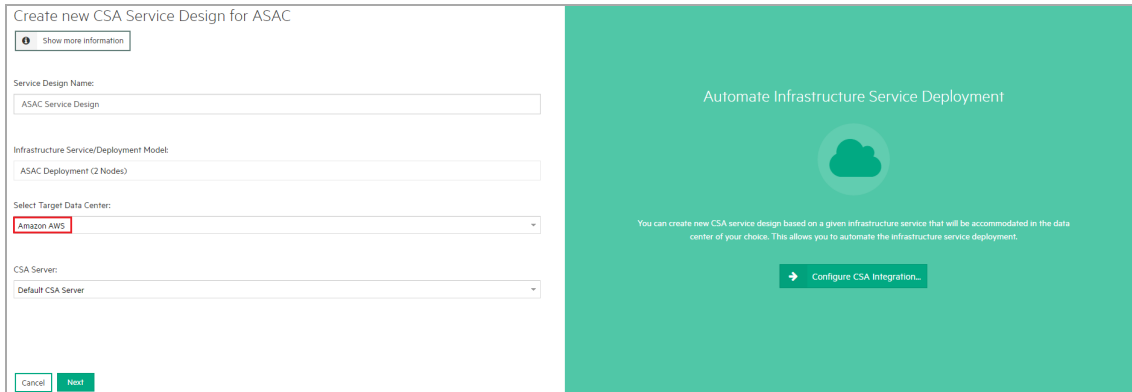 Create new CSA Service Design for ASAC
Show more information
Service Design Name:
ASAC Service Design
Infrastructure Service/Deployment Model:
ASAC Deployment (2 Nodes)
Select Target Data Center:
Amazon AWS
CSA Server:
Default CSA Server
Cancel
Next
Automate Infrastructure Service Deployment
You can create new CSA service design based on a given infrastructure service that will be accommodated in the data
center of your choice. This allows you to automate the infrastructure service deployment.
Configure CSA Integration...